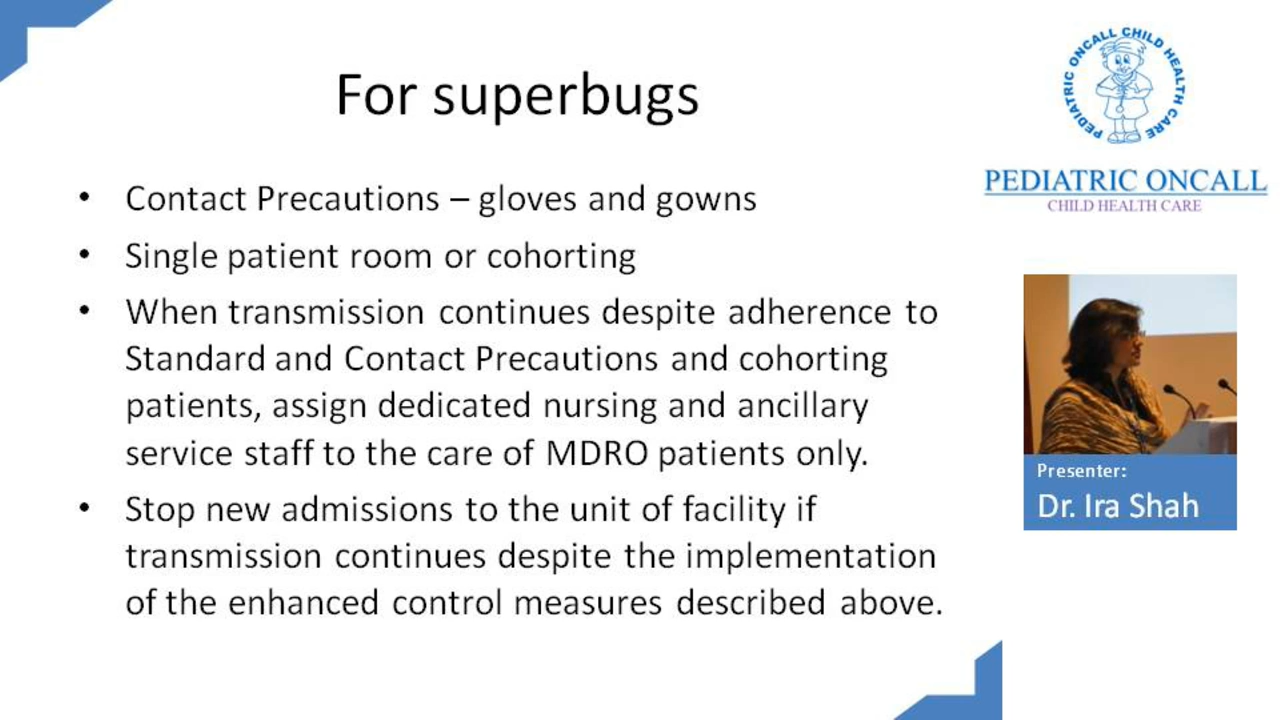 For superbugs
• Contact Precautions – gloves and gowns
• Single patient room or cohorting
• When transmission continues despite adherence to
Standard and Contact Precautions and cohorting
patients, assign dedicated nursing and ancillary
service staff to the care of MDRO patients only.
• Stop new admissions to the unit of facility if
transmission continues despite the implementation
of the enhanced control measures described above.
PEDIATRIC ONCALL CHILD HEALTH CARE
PEDIATRIC ONCALL
CHILD HEALTH CARE
Presenter:
Dr. Ira Shah